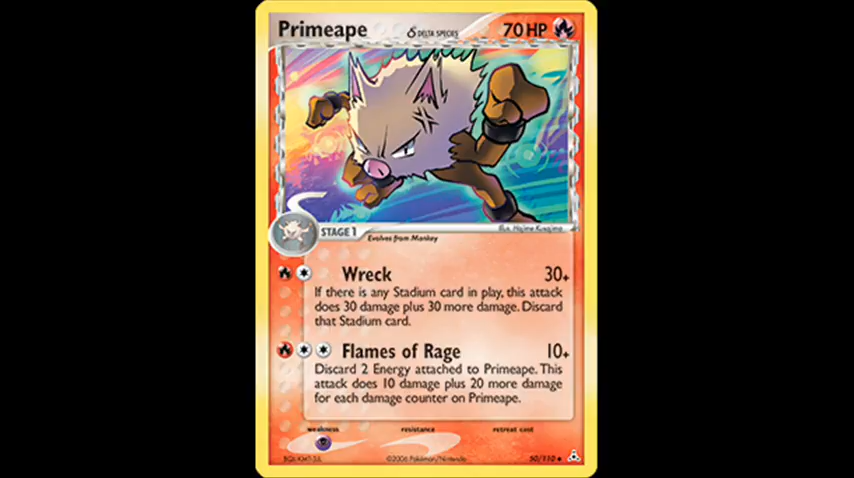 Primeape δ DELTA SPECIES 70 HP
Illus. Hajime Kusajima
STAGE 1
Evolves from Mankey
Wreck 30+
If there is any Stadium card in play, this attack
does 30 damage plus 30 more damage. Discard
that Stadium card.
Flames of Rage 10+
Discard 2 Energy attached to Primeape. This
attack does 10 damage plus 20 more damage
for each damage counter on Primeape.
weakness resistance retreat cost
©2006 Pokémon/Nintendo 50/110